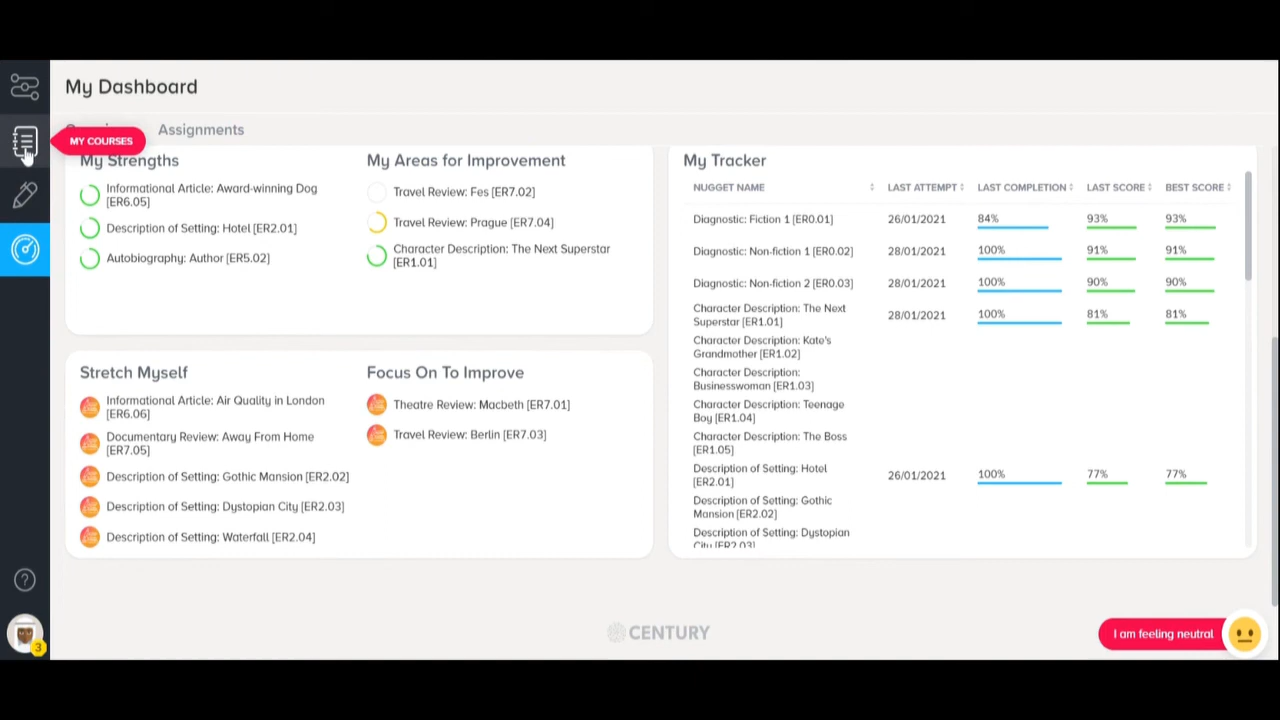 My Dashboard
Assignments
MY COURSES
My Strengths
Informational Article: Award-winning Dog
[ER6.05]
Description of Setting: Hotel [ER2.01]
Autobiography: Author [ER5.02]
My Areas for Improvement
Travel Review: Fes [ER7.02]
Travel Review: Prague [ER7.04]
Character Description: The Next Superstar
[ER1.01]
Stretch Myself
Informational Article: Air Quality in London
[ER6.06]
Documentary Review: Away From Home
[ER7.05]
Description of Setting: Gothic Mansion [ER2.02]
Description of Setting: Dystopian City [ER2.03]
Description of Setting: Waterfall [ER2.04]
Focus On To Improve
Theatre Review: Macbeth [ER7.01]
Travel Review: Berlin [ER7.03]
My Tracker
NUGGET NAME LAST ATTEMPT LAST COMPLETION LAST SCORE BEST SCORE
Diagnostic: Fiction 1 [ER0.01] 26/01/2021 84% 93% 93%
Diagnostic: Non-fiction 1 [ER0.02] 28/01/2021 100% 91% 91%
Diagnostic: Non-fiction 2 [ER0.03] 28/01/2021 100% 90% 90%
Character Description: The Next
Superstar [ER1.01] 28/01/2021 100% 81% 81%
Character Description: Kate's
Grandmother [ER1.02]
Character Description:
Businesswoman [ER1.03]
Character Description: Teenage
Boy [ER1.04]
Character Description: The Boss
[ER1.05]
Description of Setting: Hotel
[ER2.01] 26/01/2021 100% 77% 77%
Description of Setting: Gothic
Mansion [ER2.02]
Description of Setting: Dystopian
City [ER2.03]
?
3
CENTURY
I am feeling neutral